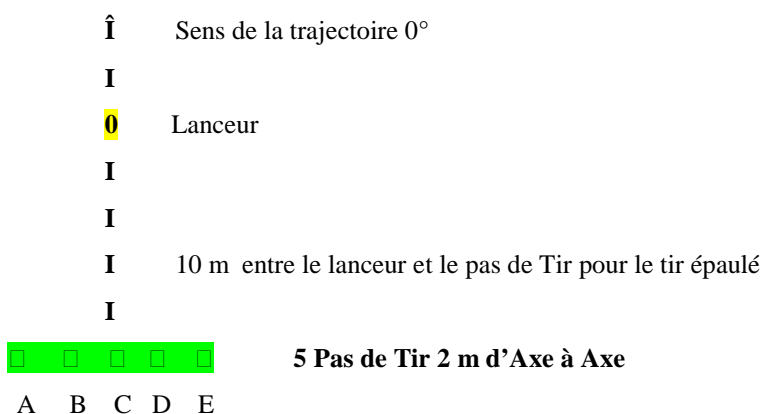 Î Sens de la trajectoire 0°
I
0 Lanceur
I
I
I 10 m entre le lanceur et le pas de Tir pour le tir épaulé
I
□ □ □ □ □ 5 Pas de Tir 2 m d'Axe à Axe
A B C D E